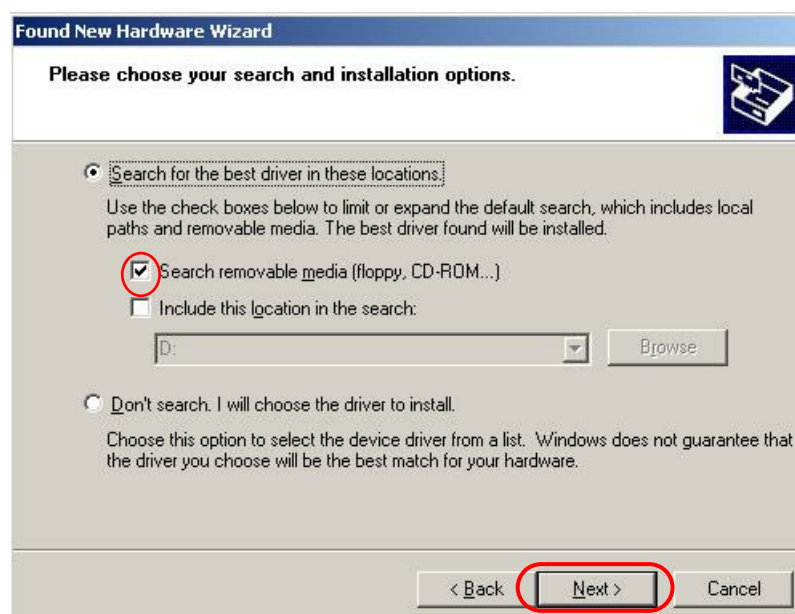 Found New Hardware Wizard
Please choose your search and installation options.
Search for the best driver in these locations.
Use the check boxes below to limit or expand the default search, which includes local
paths and removable media. The best driver found will be installed.
Search removable media (floppy, CD-ROM...)
Include this location in the search:
D:
Browse
Don't search. I will choose the driver to install.
Choose this option to select the device driver from a list. Windows does not guarantee that
the driver you choose will be the best match for your hardware.
< Back Next > Cancel